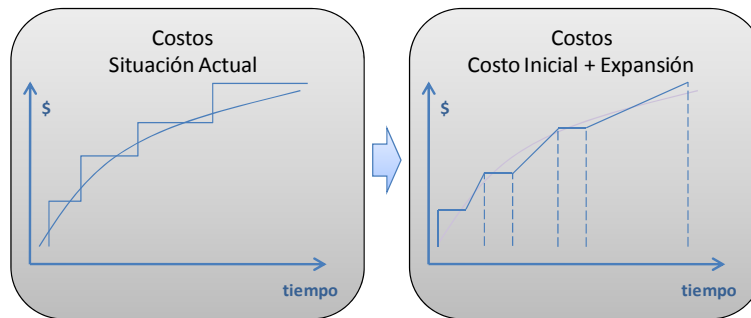 Costos
Situación Actual
$
tiempo
Costos
Costo Inicial + Expansión
$
tiempo